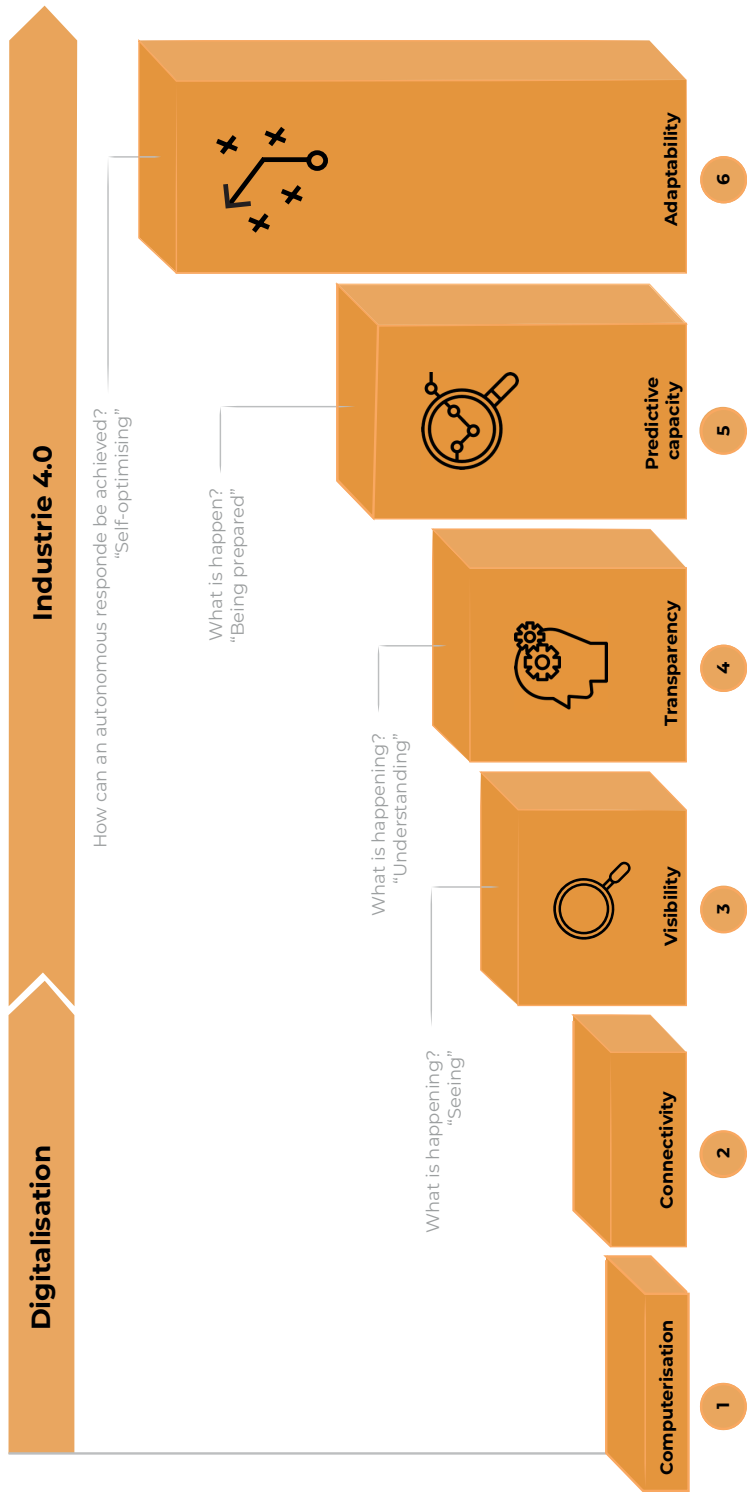 Digitalisation
Industrie 4.0
How can an autonomous responde be achieved?
“Self-optimising”
What is happen?
“Being prepared”
What is happening?
“Understanding”
What is happening?
“Seeing”
Computerisation
Connectivity
Visibility
Transparency
Predictive
capacity
Adaptability
1
2
3
4
5
6